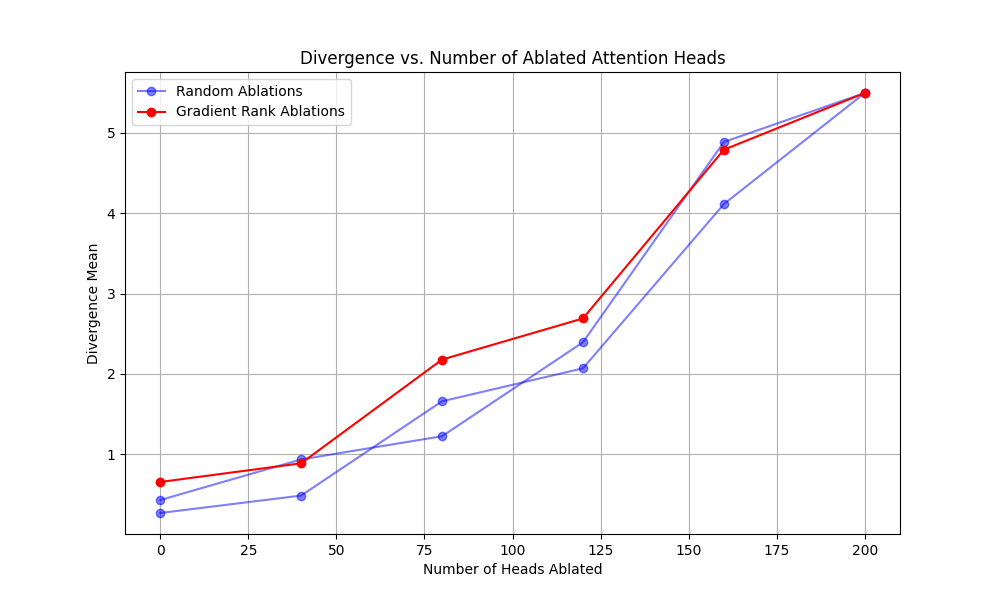 Divergence vs. Number of Ablated Attention Heads
Random Ablations
Gradient Rank Ablations
Divergence Mean
5
4
3
2
1
0 25 50 75 100 125 150 175 200
Number of Heads Ablated